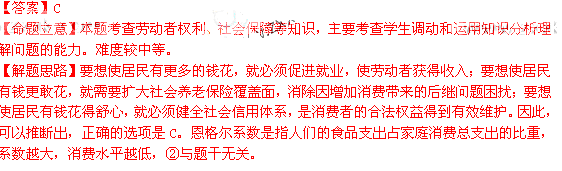 【答案】C
【命题立意】本题考查劳动者权利、社会保障等知识，主要考查学生调动和运用知识分析理
解问题的能力。难度较中等。
【解题思路】要想使居民有更多的钱花，就必须促进就业，使劳动者获得收入；要想使居民
有钱更敢花，就需要扩大社会养老保险覆盖面，消除因增加消费带来的后继问题困扰；要想
使居民有钱花得舒心，就必须健全社会信用体系，是消费者的合法权益得到有效维护。因此，
可以推断出，正确的选项是 C。恩格尔系数是指人们的食品支出占家庭消费总支出的比重，
系数越大，消费水平越低，②与题干无关。